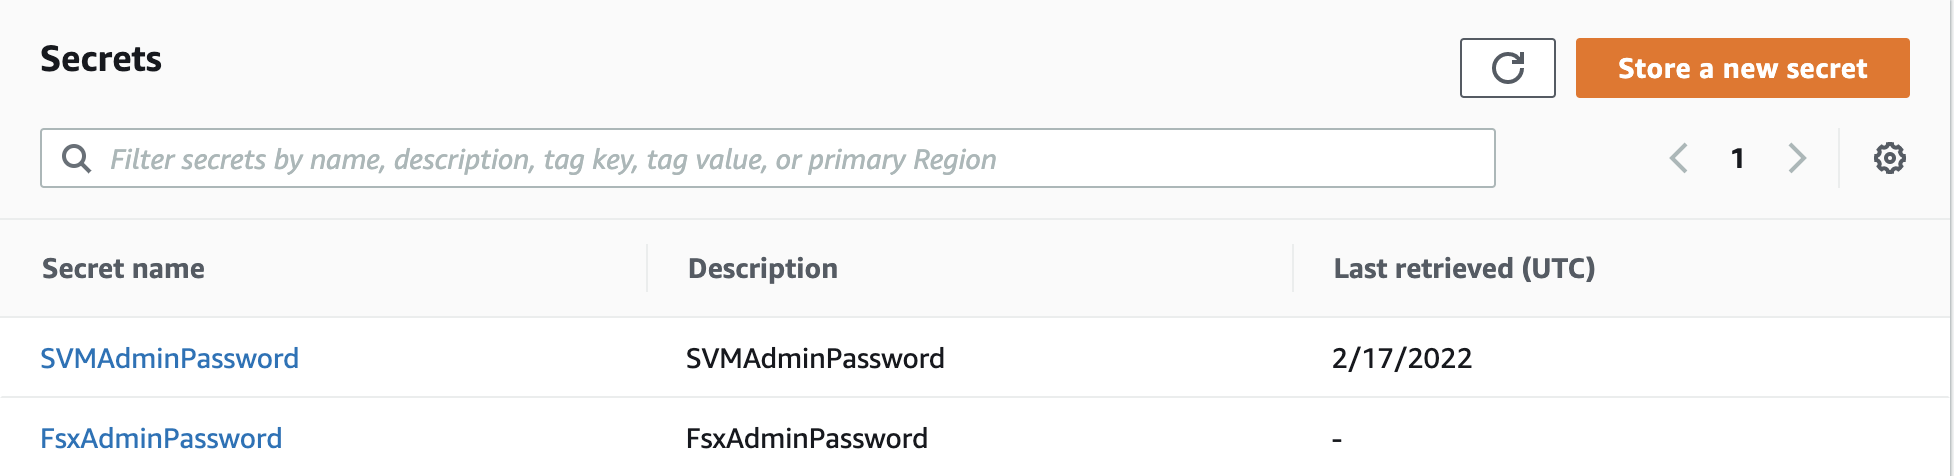 Secrets
Store a new secret
Filter secrets by name, description, tag key, tag value, or primary Region
1
Secret name Description Last retrieved (UTC)
SVMAdminPassword SVMAdminPassword 2/17/2022
FsxAdminPassword FsxAdminPassword -